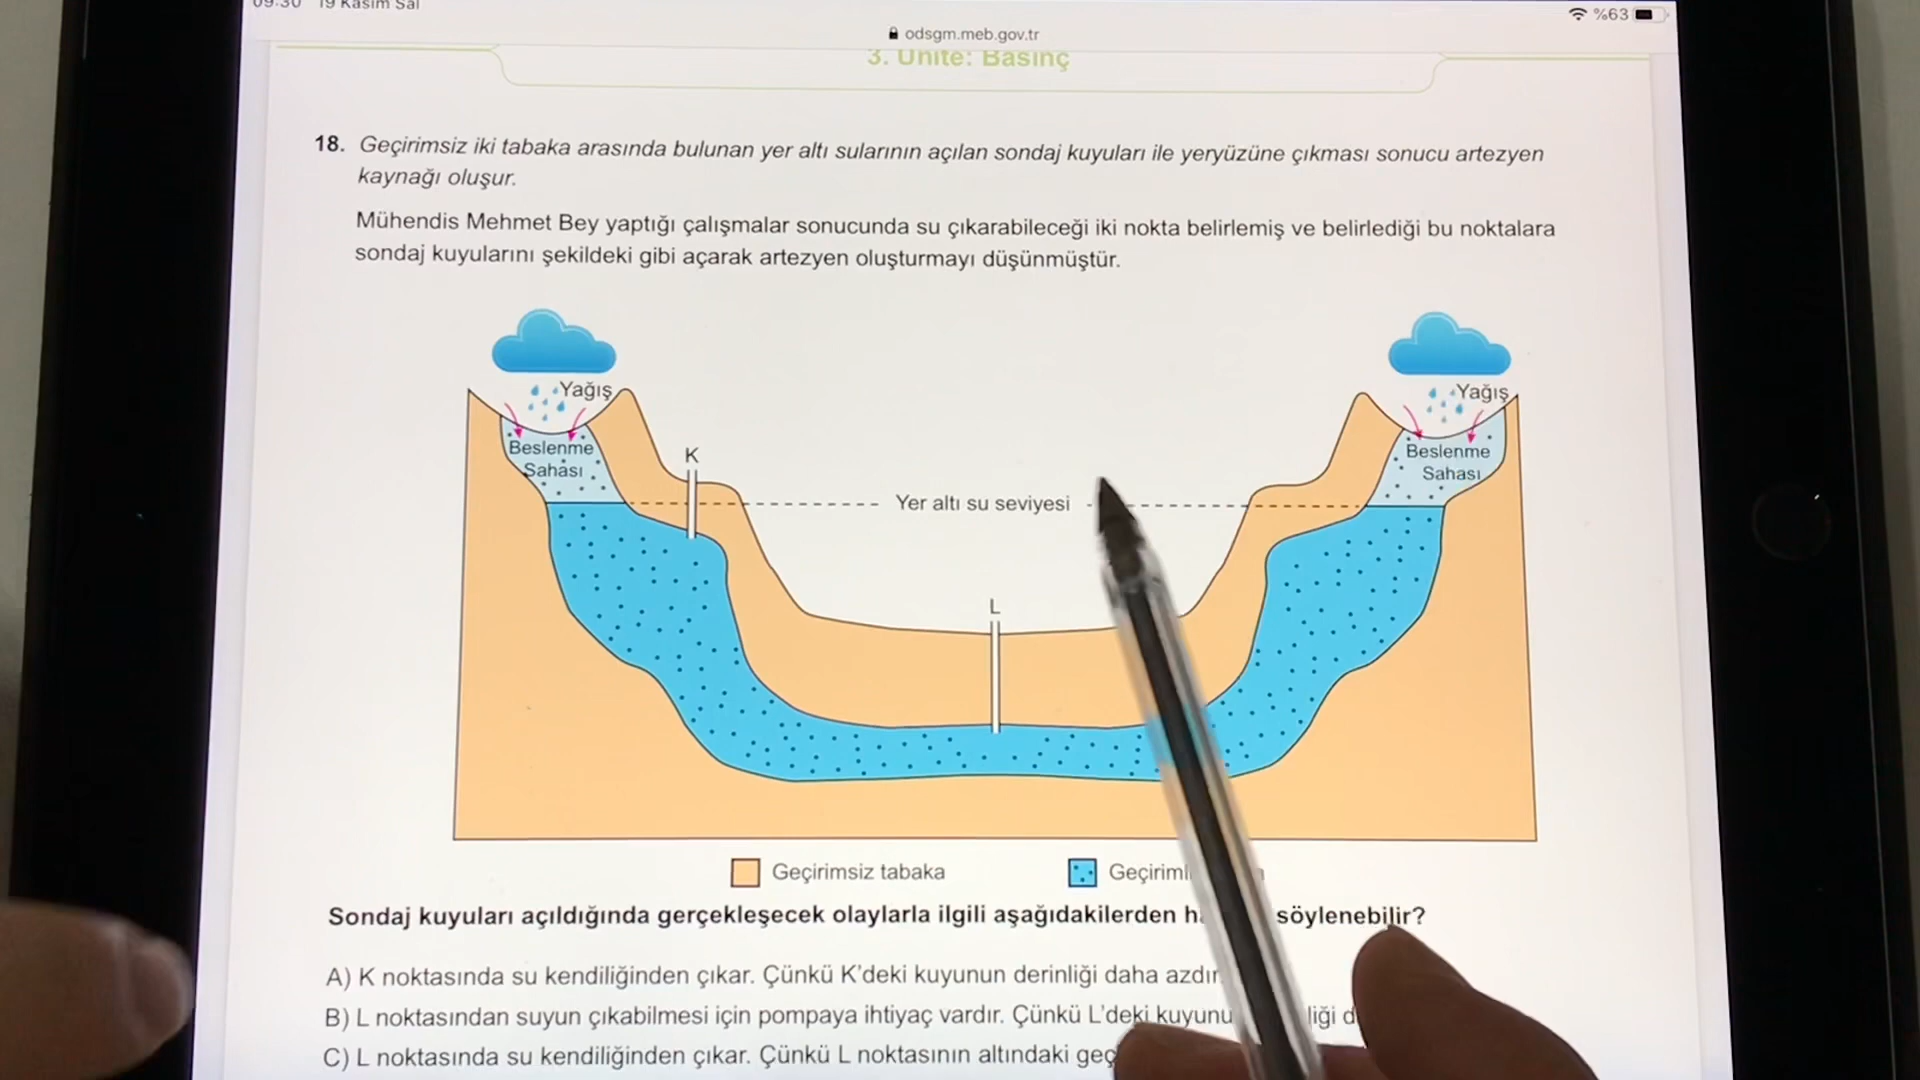 09:30 19 Kasım Sal
%63
odsgm.meb.gov.tr
3. Ünite: Basınç
18. Geçirimsiz iki tabaka arasında bulunan yer altı sularının açılan sondaj kuyuları ile yeryüzüne çıkması sonucu artezyen
kaynağı oluşur.
Mühendis Mehmet Bey yaptığı çalışmalar sonucunda su çıkarabileceği iki nokta belirlemiş ve belirlediği bu noktalara
sondaj kuyularını şekildeki gibi açarak artezyen oluşturmayı düşünmüştür.
Yağış
Yağış
Beslenme
Sahası
Beslenme
Sahası
K
Yer altı su seviyesi
L
Geçirimsiz tabaka
Sondaj kuyuları açıldığında gerçekleşecek olaylarla ilgili aşağıdakilerden söylenebilir?
A) K noktasında su kendiliğinden çıkar. Çünkü K'deki kuyunun derinliği daha azdır
B) L noktasından suyun çıkabilmesi için pompaya ihtiyaç vardır. Çünkü L'deki
C) L noktasında su kendiliğinden çıkar. Çünkü L noktasının altındaki